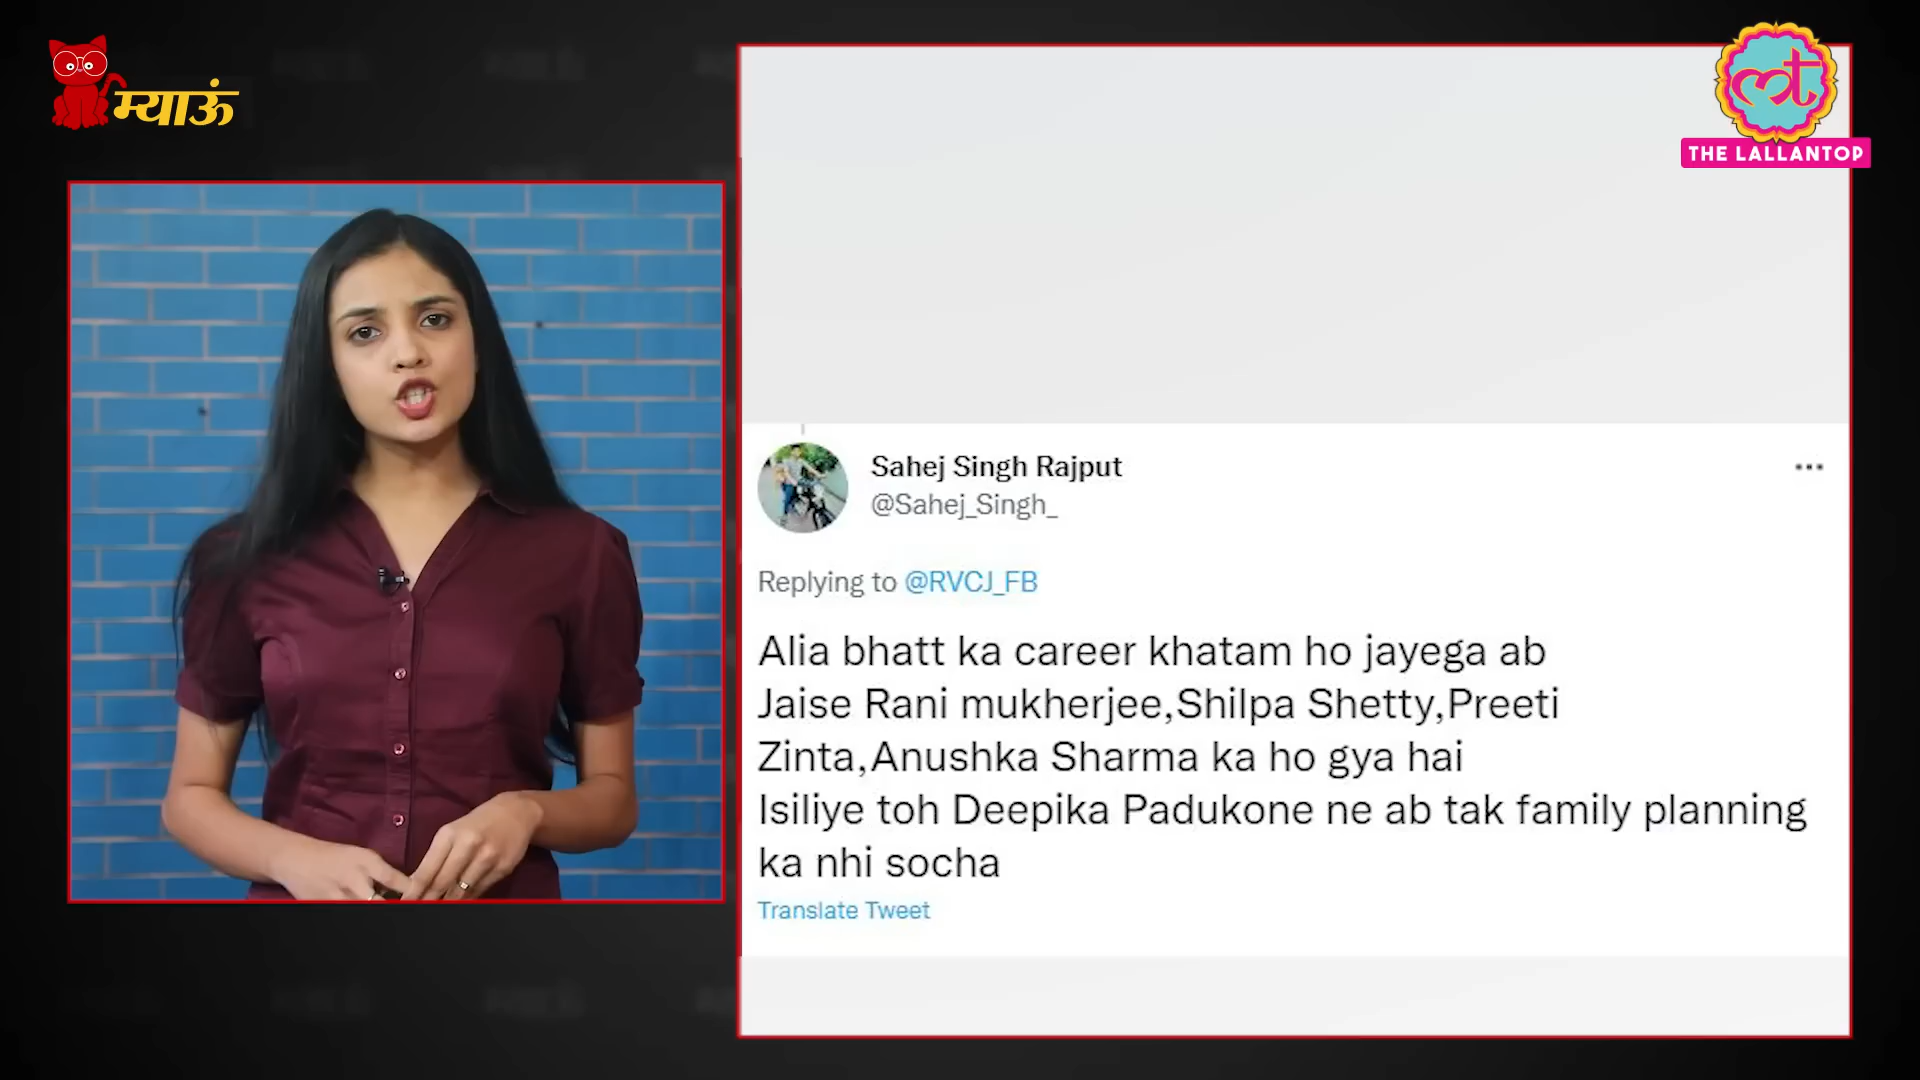 म्याऊं
THE LALLANTOP
Sahej Singh Rajput
@Sahej_Singh_
Replying to @RVCJ_FB
Alia bhatt ka career khatam ho jayega ab
Jaise Rani mukherjee,Shilpa Shetty,Preeti
Zinta,Anushka Sharma ka ho gya hai
Isiliye toh Deepika Padukone ne ab tak family planning
ka nhi socha
Translate Tweet